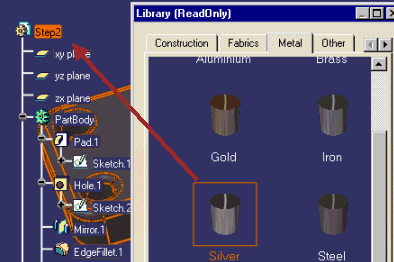 Step2
xy plane
yz plane
zx plane
PartBody
Pad.1
Sketch.1
Hole.1
Sketch.2
Mirror.1
EdgeFillet.1
Library (ReadOnly)
Construction Fabrics Metal Other
Aluminium Brass
Gold Iron
Silver Steel